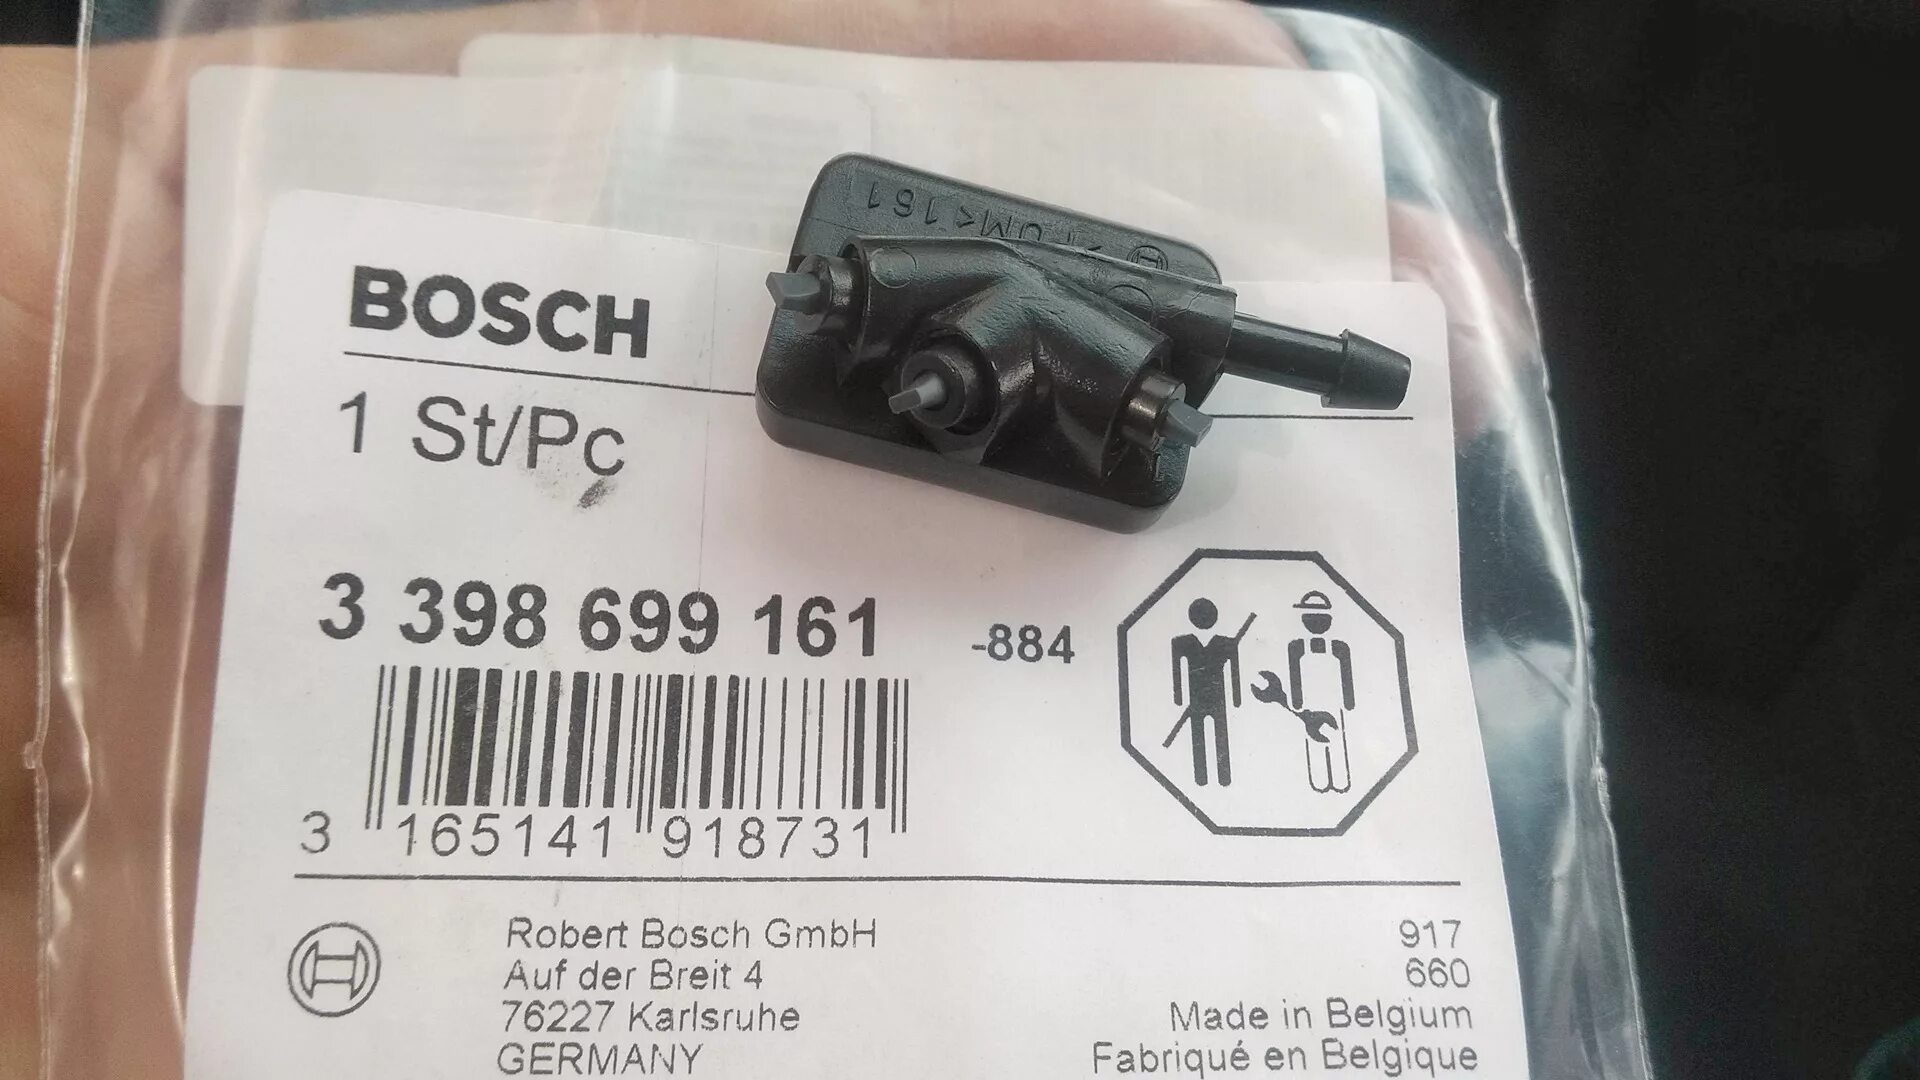 161
BOSCH
1 St/Pc
3 398 699 161
-884
3 165141 918731
Robert Bosch GmbH
Auf der Breit 4
76227 Karlsruhe
GERMANY
917
660
Made in Belgium
Fabriqué en Belgique